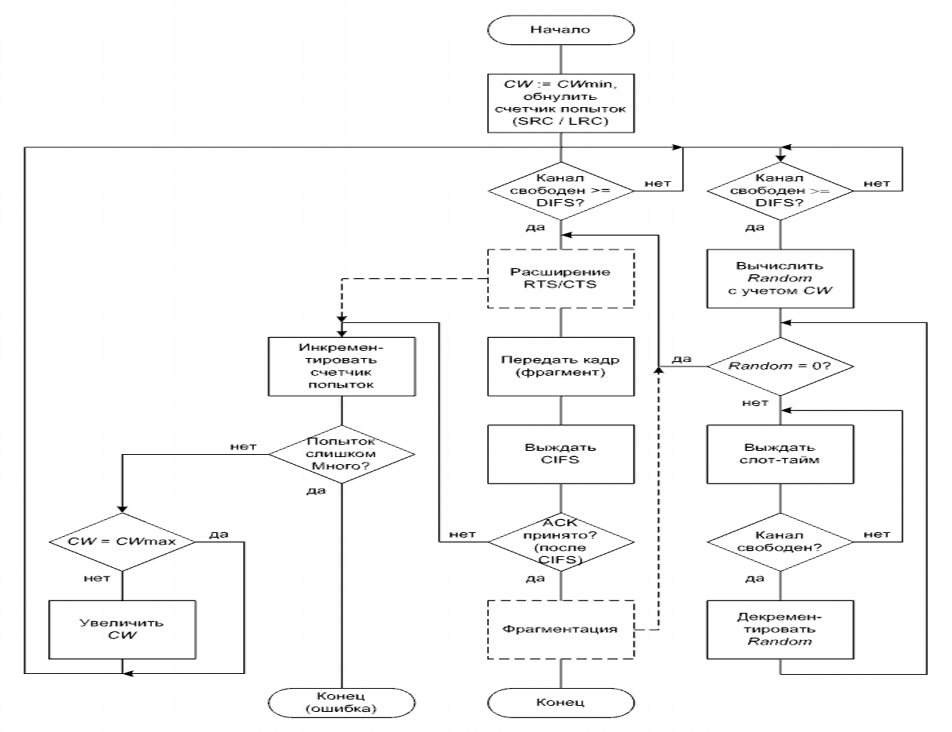 Начало
CW := CWmin,
обнулить
счетчик попыток
(SRC / LRC)
Канал
свободен >=
DIFS?
нет
да
Канал
свободен >=
DIFS?
нет
да
Расширение
RTS/CTS
Вычислить
Random
с учетом CW
Инкремен-
тировать
счетчик
попыток
Передать кадр
(фрагмент)
да
Random = 0?
нет
нет
Попыток
слишком
Много?
да
Выждать
CIFS
Выждать
слот-тайм
CW = CWmax
да
нет
нет
АСК
принято?
(после
CIFS)
да
Канал
свободен?
нет
да
Увеличить
CW
Фрагментация
Декремен-
тировать
Random
Конец
(ошибка)
Конец